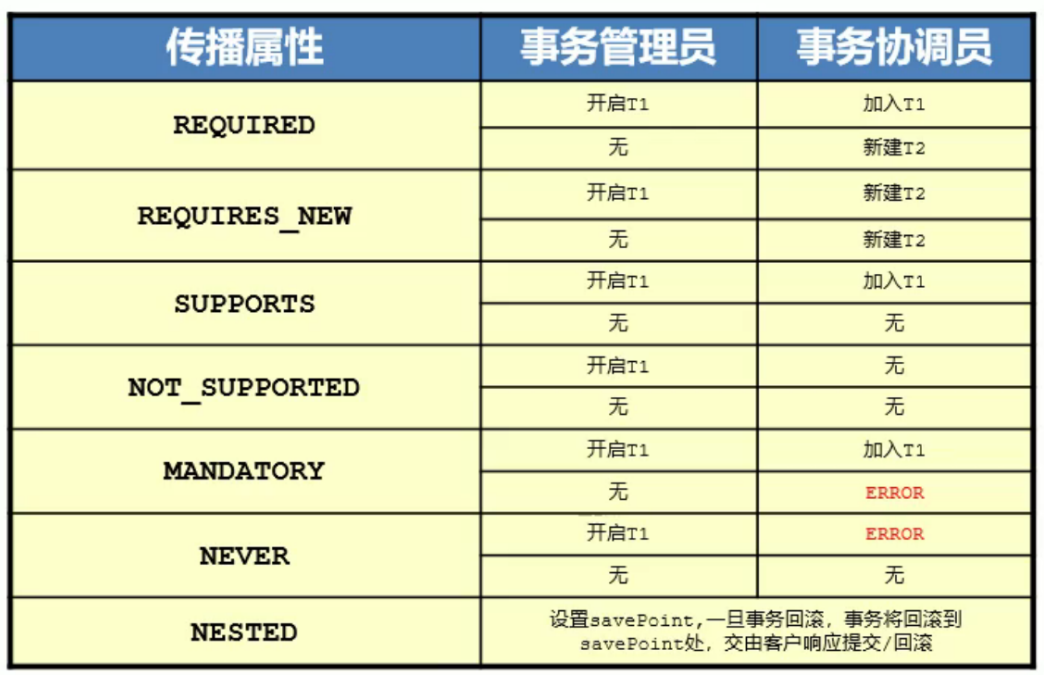 传播属性 事务管理员 事务协调员
REQUIRED
开启T1 加入T1
无 新建T2
REQUIRES_NEW
开启T1 新建T2
无 新建T2
SUPPORTS
开启T1 加入T1
无 无
NOT_SUPPORTED
开启T1 无
无 无
MANDATORY
开启T1 加入T1
无 ERROR
NEVER
开启T1 ERROR
无 无
NESTED
设置savePoint,一旦事务回滚，事务将回滚到
savePoint处，交由客户响应提交/回滚